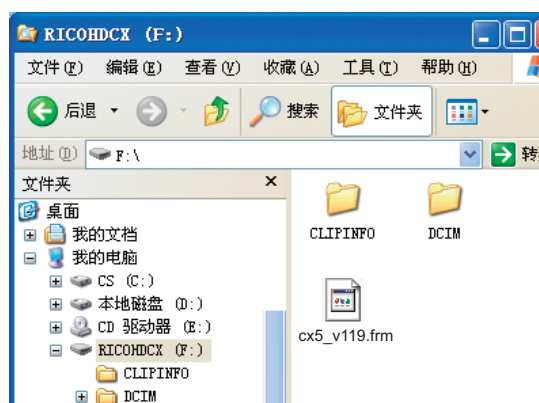 RICOHDCX (F:)
文件(F) 编辑(E) 查看(V) 收藏(A) 工具(T) 帮助(H)
后退 搜索 文件夹
地址(D) F:\ 转
文件夹 x
桌面
我的文档
我的电脑
CS (C:)
本地磁盘 (D:)
CD 驱动器 (E:)
RICOHDCX (F:)
CLIPINFO
DCIM
CLIPINFO DCIM
cx5_v119.frm